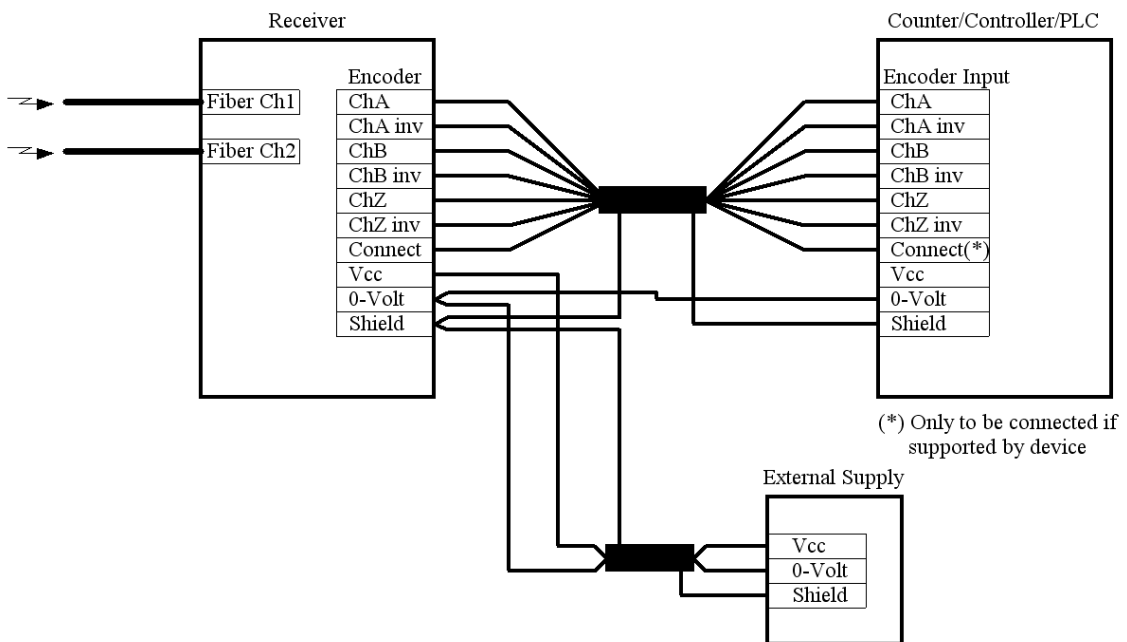 Receiver
Counter/Controller/PLC
Encoder
Fiber Ch1
Fiber Ch2
ChA
ChA inv
ChB
ChB inv
ChZ
ChZ inv
Connect
Vcc
0-Volt
Shield
Encoder Input
ChA
ChA inv
ChB
ChB inv
ChZ
ChZ inv
Connect(*)
Vcc
0-Volt
Shield
(*) Only to be connected if
supported by device
External Supply
Vcc
0-Volt
Shield